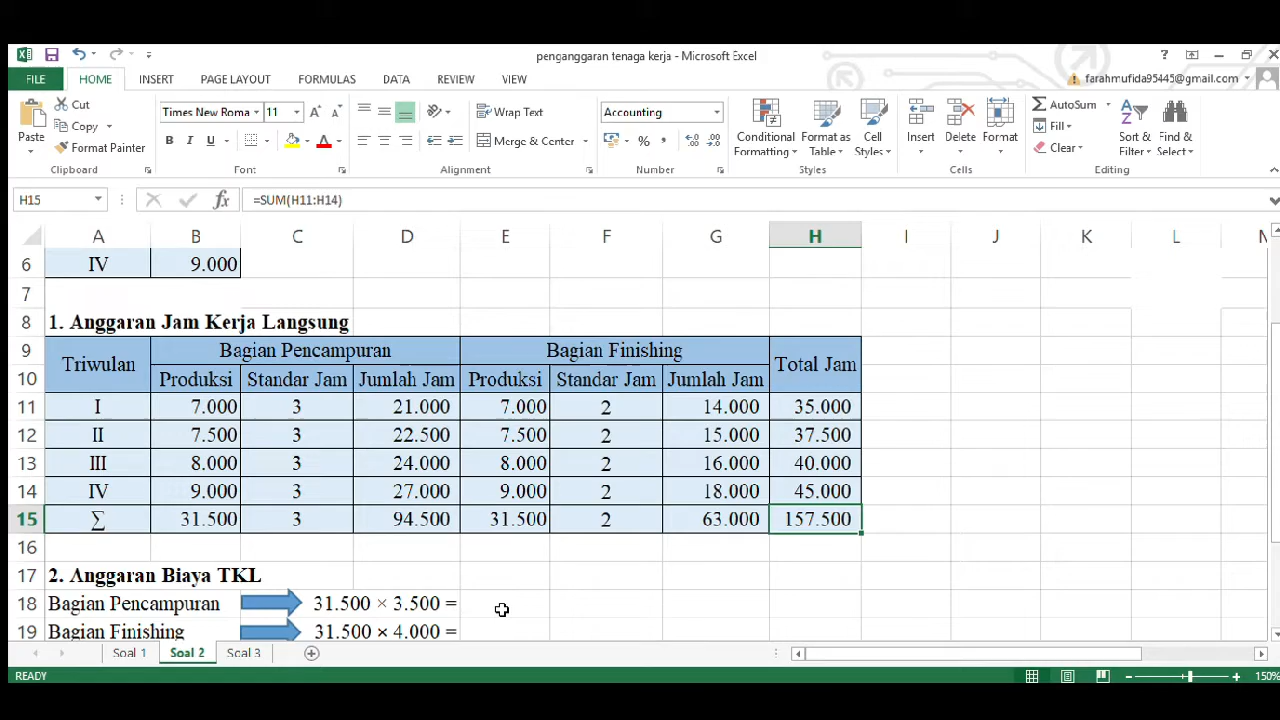 penganggaran tenaga kerja - Microsoft Excel
FILE HOME INSERT PAGE LAYOUT FORMULAS DATA REVIEW VIEW farahmufida95445@gmail.com
Cut
Copy
Format Painter
Paste
Clipboard
Times New Roma 11
B I U
Font
Wrap Text
Merge & Center
Alignment
Accounting
Number
Conditional Formatting
Format as Table
Cell Styles
Styles
Insert Delete Format
Cells
AutoSum
Fill
Clear
Sort & Filter
Find & Select
Editing
H15 fx =SUM(H11:H14)
A B C D E F G H I J K L M
6 IV 9.000
7
8 1. Anggaran Jam Kerja Langsung
9 Triwulan Bagian Pencampuran Bagian Finishing Total Jam
10 Produksi Standar Jam Jumlah Jam Produksi Standar Jam Jumlah Jam
11 I 7.000 3 21.000 7.000 2 14.000 35.000
12 II 7.500 3 22.500 7.500 2 15.000 37.500
13 III 8.000 3 24.000 8.000 2 16.000 40.000
14 IV 9.000 3 27.000 9.000 2 18.000 45.000
15 ∑ 31.500 3 94.500 31.500 2 63.000 157.500
16
17 2. Anggaran Biaya TKL
18 Bagian Pencampuran 31.500 × 3.500 =
19 Bagian Finishing 31.500 × 4.000 =
Soal 1 Soal 2 Soal 3
READY 150%